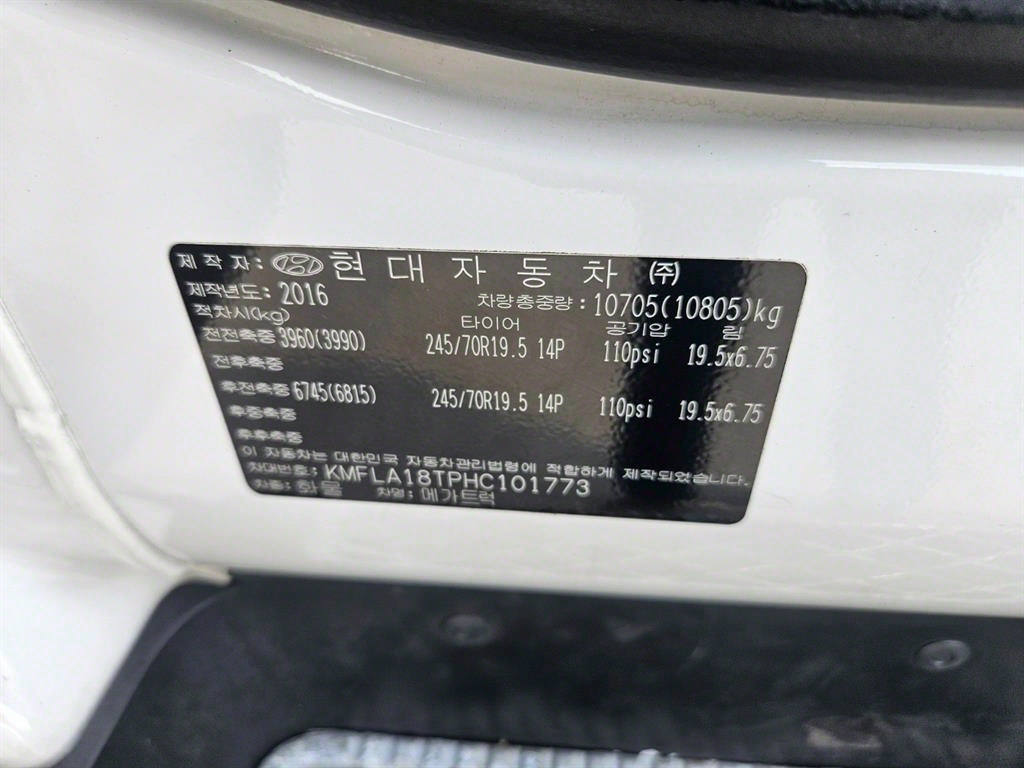 제작자: 현대자동차 ㈜
제작년도: 2016 차량총중량: 10705(10805)kg
적차시(kg) 타이어 공기압 림
전전축중 3960(3990) 245/70R19.5 14P 110psi 19.5x6.75
전후축중
후전축중 6745(6815) 245/70R19.5 14P 110psi 19.5x6.75
후중축중
후후축중
이 자동차는 대한민국 자동차관리법령에 적합하게 제작되었습니다.
차대번호: KMFLA18TPHC101773
차종: 화물 차명: 메가트럭